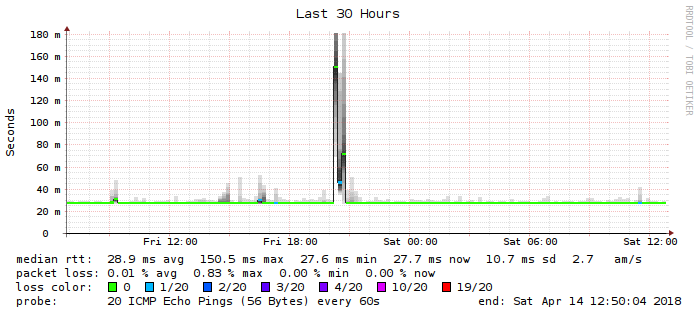 Last 30 Hours
RRDTOOL / TOBI OETIKER
Seconds
180 m
160 m
140 m
120 m
100 m
80 m
60 m
40 m
20 m
0
Fri 12:00 Fri 18:00 Sat 00:00 Sat 06:00 Sat 12:00
median rtt: 28.9 ms avg 150.5 ms max 27.6 ms min 27.7 ms now 10.7 ms sd 2.7 am/s
packet loss: 0.01 % avg 0.83 % max 0.00 % min 0.00 % now
loss color: 0 1/20 2/20 3/20 4/20 10/20 19/20
probe: 20 ICMP Echo Pings (56 Bytes) every 60s end: Sat Apr 14 12:50:04 2018